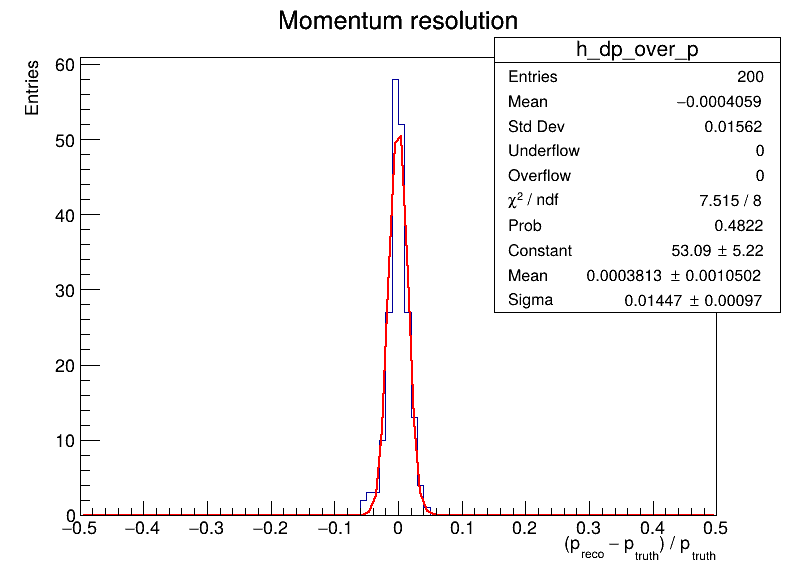 Momentum resolution
h_dp_over_p
Entries 200
Mean −0.0004059
Std Dev 0.01562
Underflow 0
Overflow 0
χ² / ndf 7.515 / 8
Prob 0.4822
Constant 53.09 ± 5.22
Mean 0.0003813 ± 0.0010502
Sigma 0.01447 ± 0.00097
Entries
60
50
40
30
20
10
0
−0.5 −0.4 −0.3 −0.2 −0.1 0 0.1 0.2 0.3 0.4 0.5
(p_reco − p_truth) / p_truth